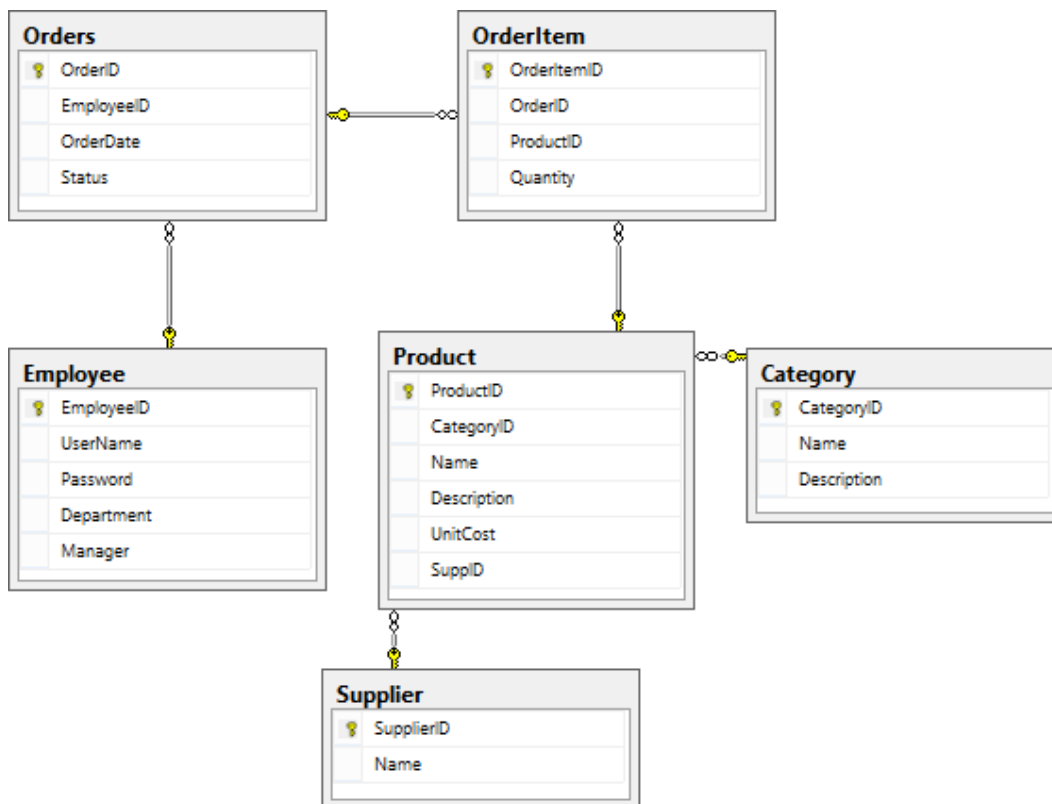 Orders
OrderID
EmployeeID
OrderDate
Status
OrderItem
OrderItemID
OrderID
ProductID
Quantity
Employee
EmployeeID
UserName
Password
Department
Manager
Product
ProductID
CategoryID
Name
Description
UnitCost
SuppID
Category
CategoryID
Name
Description
Supplier
SupplierID
Name